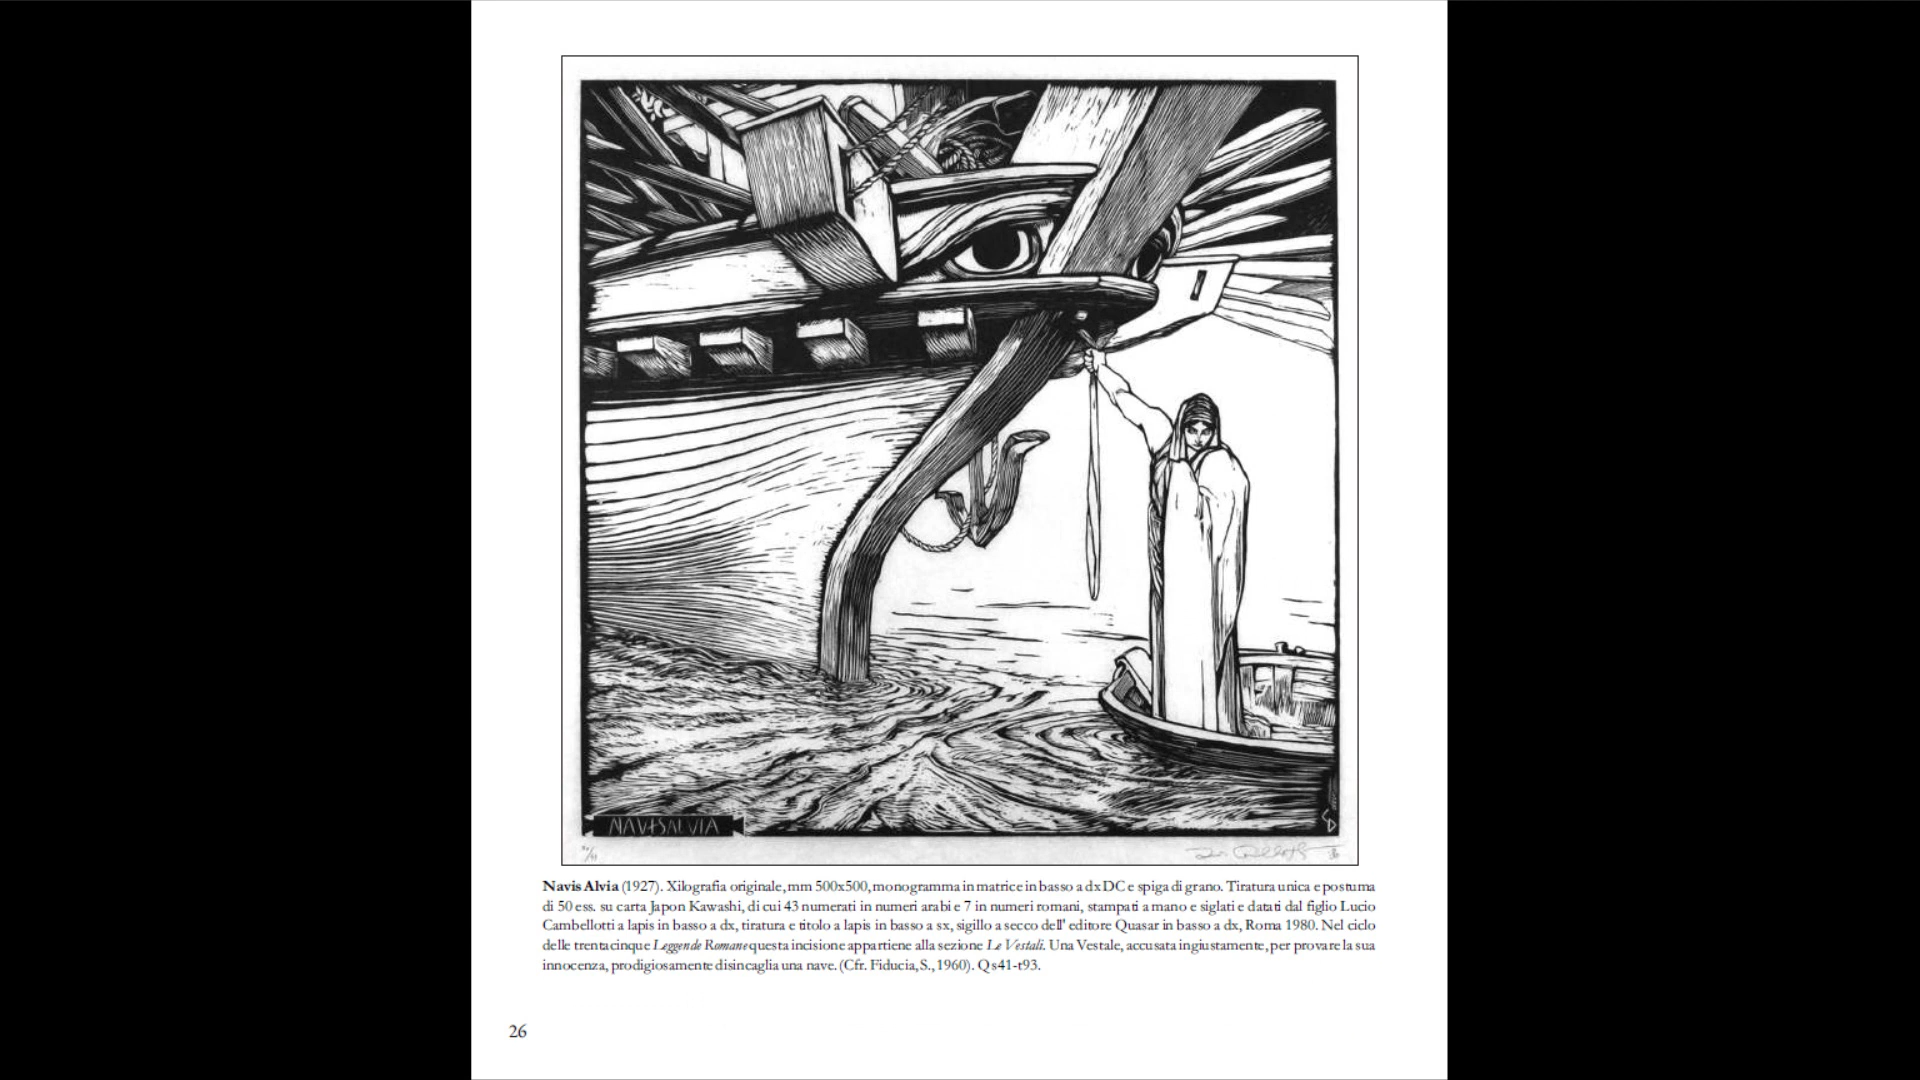 NAVISALVIA
Navis Alvia (1927). Xilografia originale, mm 500x500, monogramma in matrice in basso a dx DC e spiga di grano. Tiratura unica e postuma
di 50 ess. su carta Japon Kawashi, di cui 43 numerati in numeri arabi e 7 in numeri romani, stampati a mano e siglati e datati dal figlio Lucio
Cambellotti a lapis in basso a dx, tiratura e titolo a lapis in basso a sx, sigillo a secco dell' editore Quasar in basso a dx, Roma 1980. Nel ciclo
delle trentacinque Leggende Romane questa incisione appartiene alla sezione Le Vestali. Una Vestale, accusata ingiustamente, per provare la sua
innocenza, prodigiosamente disincaglia una nave. (Cfr. Fiducia, S., 1960). Qs41-t93.
26